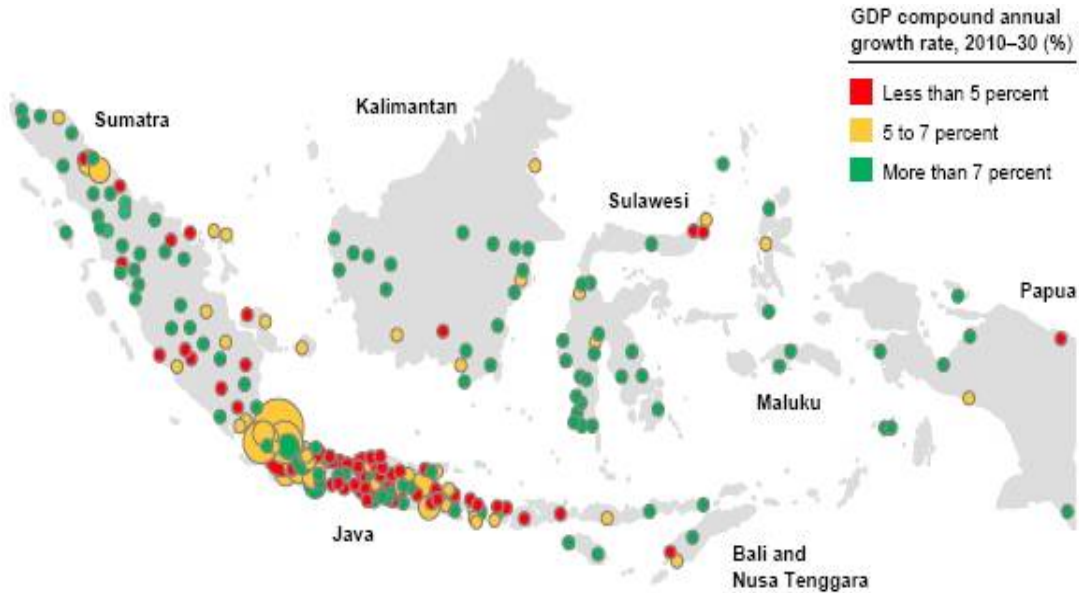 GDP compound annual
growth rate, 2010–30 (%)
Less than 5 percent
5 to 7 percent
More than 7 percent
Sumatra
Kalimantan
Sulawesi
Papua
Maluku
Java
Bali and
Nusa Tenggara